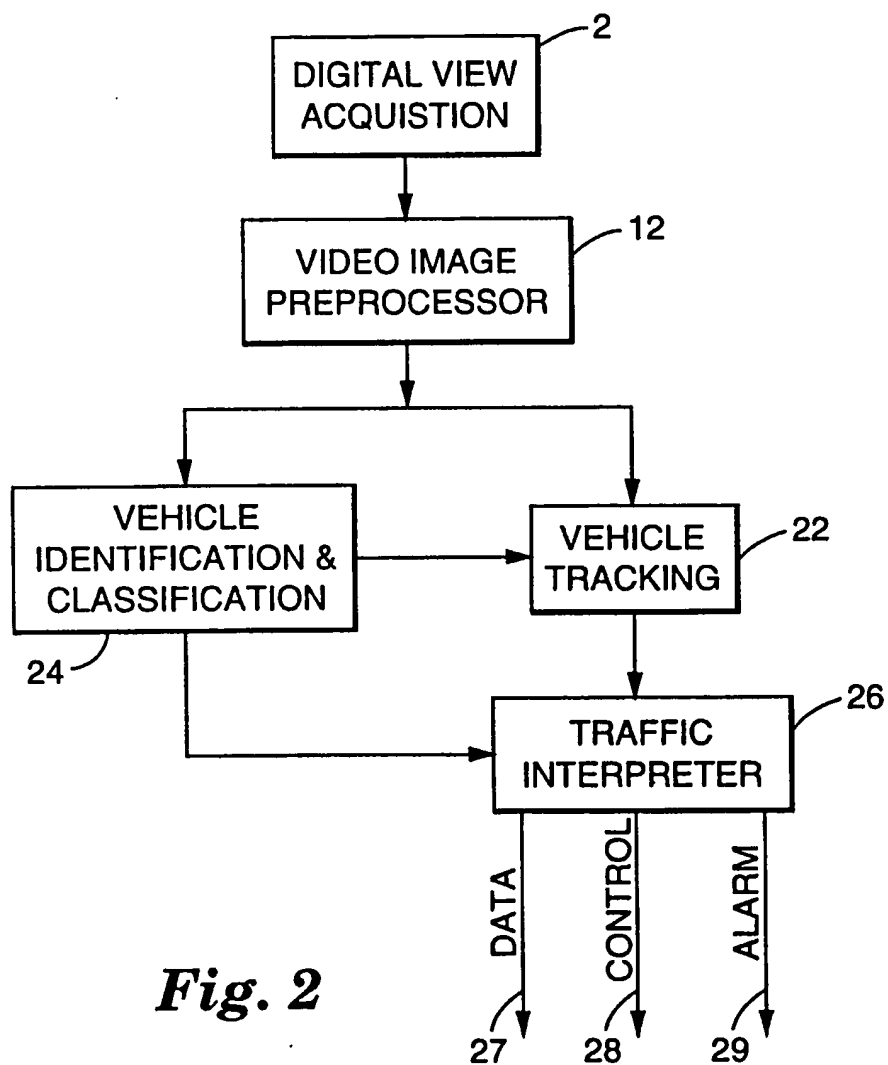 2
DIGITAL VIEW
ACQUISTION
12
VIDEO IMAGE
PREPROCESSOR
VEHICLE
IDENTIFICATION &
CLASSIFICATION
24
VEHICLE
TRACKING
22
26
TRAFFIC
INTERPRETER
DATA
CONTROL
ALARM
27
28
29
Fig. 2